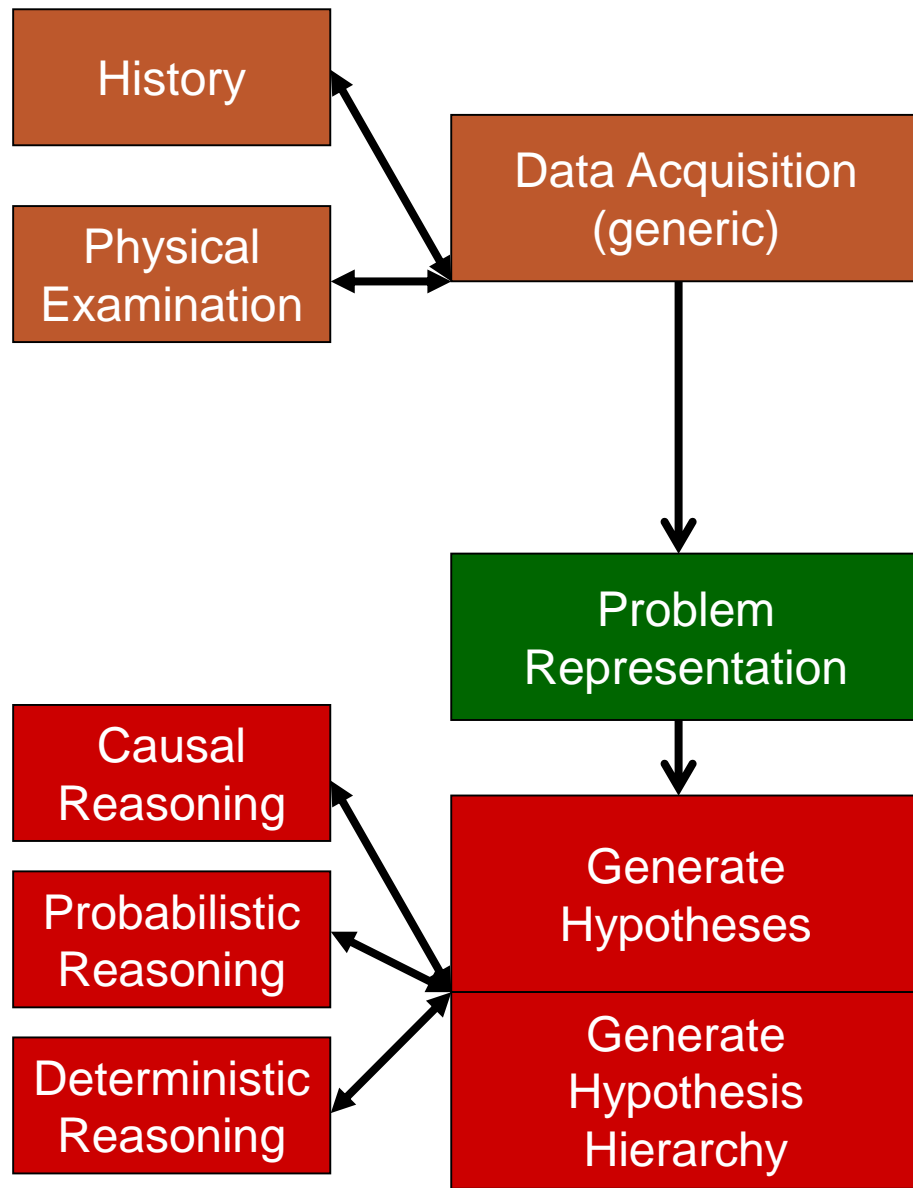 History
Data Acquisition
(generic)
Physical
Examination
Problem
Representation
Causal
Reasoning
Generate
Hypotheses
Probabilistic
Reasoning
Generate
Hypothesis
Hierarchy
Deterministic
Reasoning